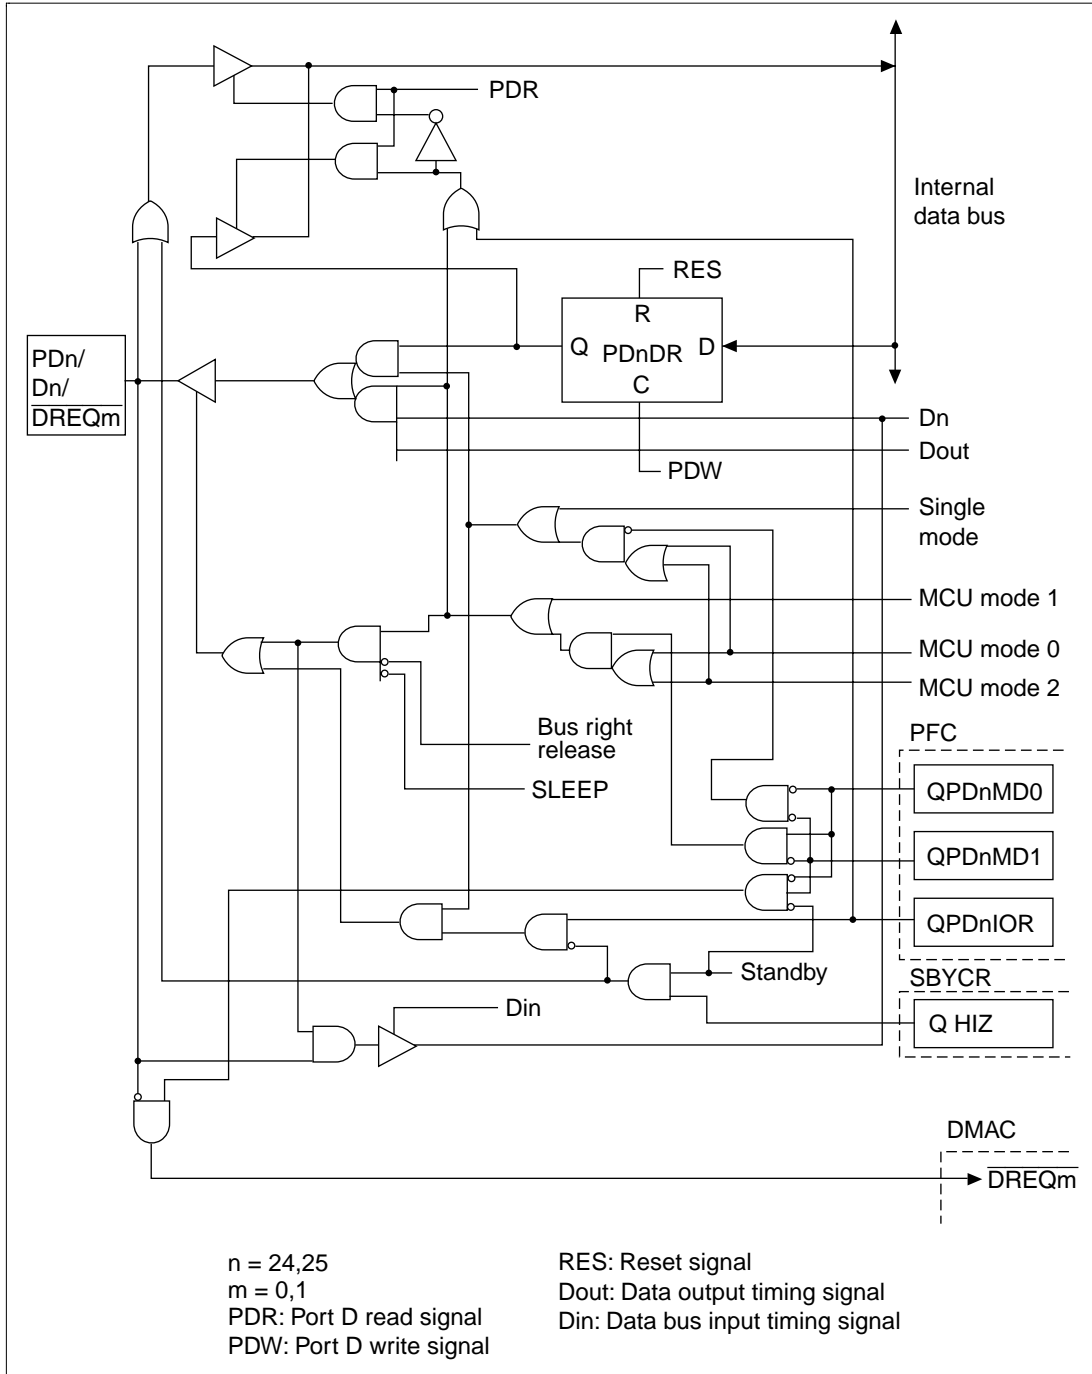 PDR
Internal
data bus
RES
R
Q PDnDR D
C
PDn/
Dn/
DREQm
Dn
Dout
PDW
Single
mode
MCU mode 1
MCU mode 0
MCU mode 2
Bus right
release
SLEEP
PFC
QPDnMD0
QPDnMD1
QPDnIOR
Standby
SBYCR
Q HIZ
Din
DMAC
DREQm
n = 24,25
m = 0,1
PDR: Port D read signal
PDW: Port D write signal
RES: Reset signal
Dout: Data output timing signal
Din: Data bus input timing signal